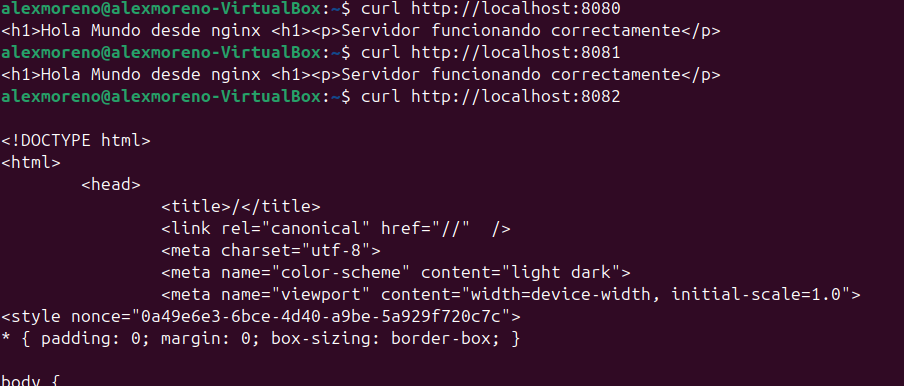 alexmoreno@alexmoreno-VirtualBox:~$ curl http://localhost:8080
<h1>Hola Mundo desde nginx <h1><p>Servidor funcionando correctamente</p>
alexmoreno@alexmoreno-VirtualBox:~$ curl http://localhost:8081
<h1>Hola Mundo desde nginx <h1><p>Servidor funcionando correctamente</p>
alexmoreno@alexmoreno-VirtualBox:~$ curl http://localhost:8082
<!DOCTYPE html>
<html>
<head>
<title>/</title>
<link rel="canonical" href="//"  />
<meta charset="utf-8">
<meta name="color-scheme" content="light dark">
<meta name="viewport" content="width=device-width, initial-scale=1.0">
<style nonce="0a49e6e3-6bce-4d40-a9be-5a929f720c7c">
* { padding: 0; margin: 0; box-sizing: border-box; }
body {